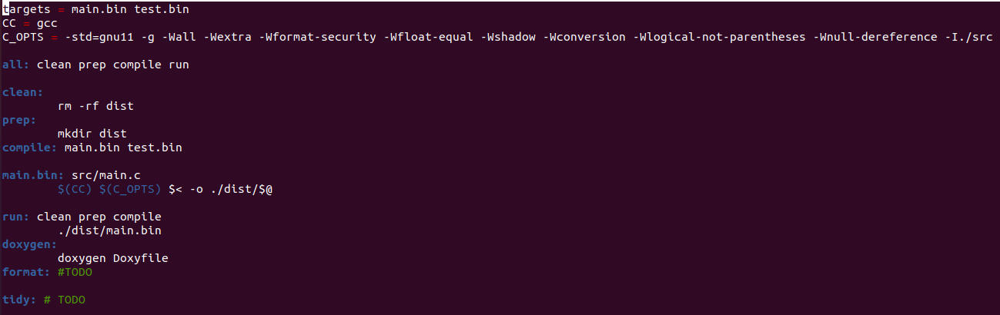 targets = main.bin test.bin
CC = gcc
C_OPTS = -std=gnu11 -g -Wall -Wextra -Wformat-security -Wfloat-equal -Wshadow -Wconversion -Wlogical-not-parentheses -Wnull-dereference -I./src
all: clean prep compile run
clean:
rm -rf dist
prep:
mkdir dist
compile: main.bin test.bin
main.bin: src/main.c
$(CC) $(C_OPTS) $< -o ./dist/$@
run: clean prep compile
./dist/main.bin
doxygen:
doxygen Doxyfile
format: #TODO
tidy: # TODO